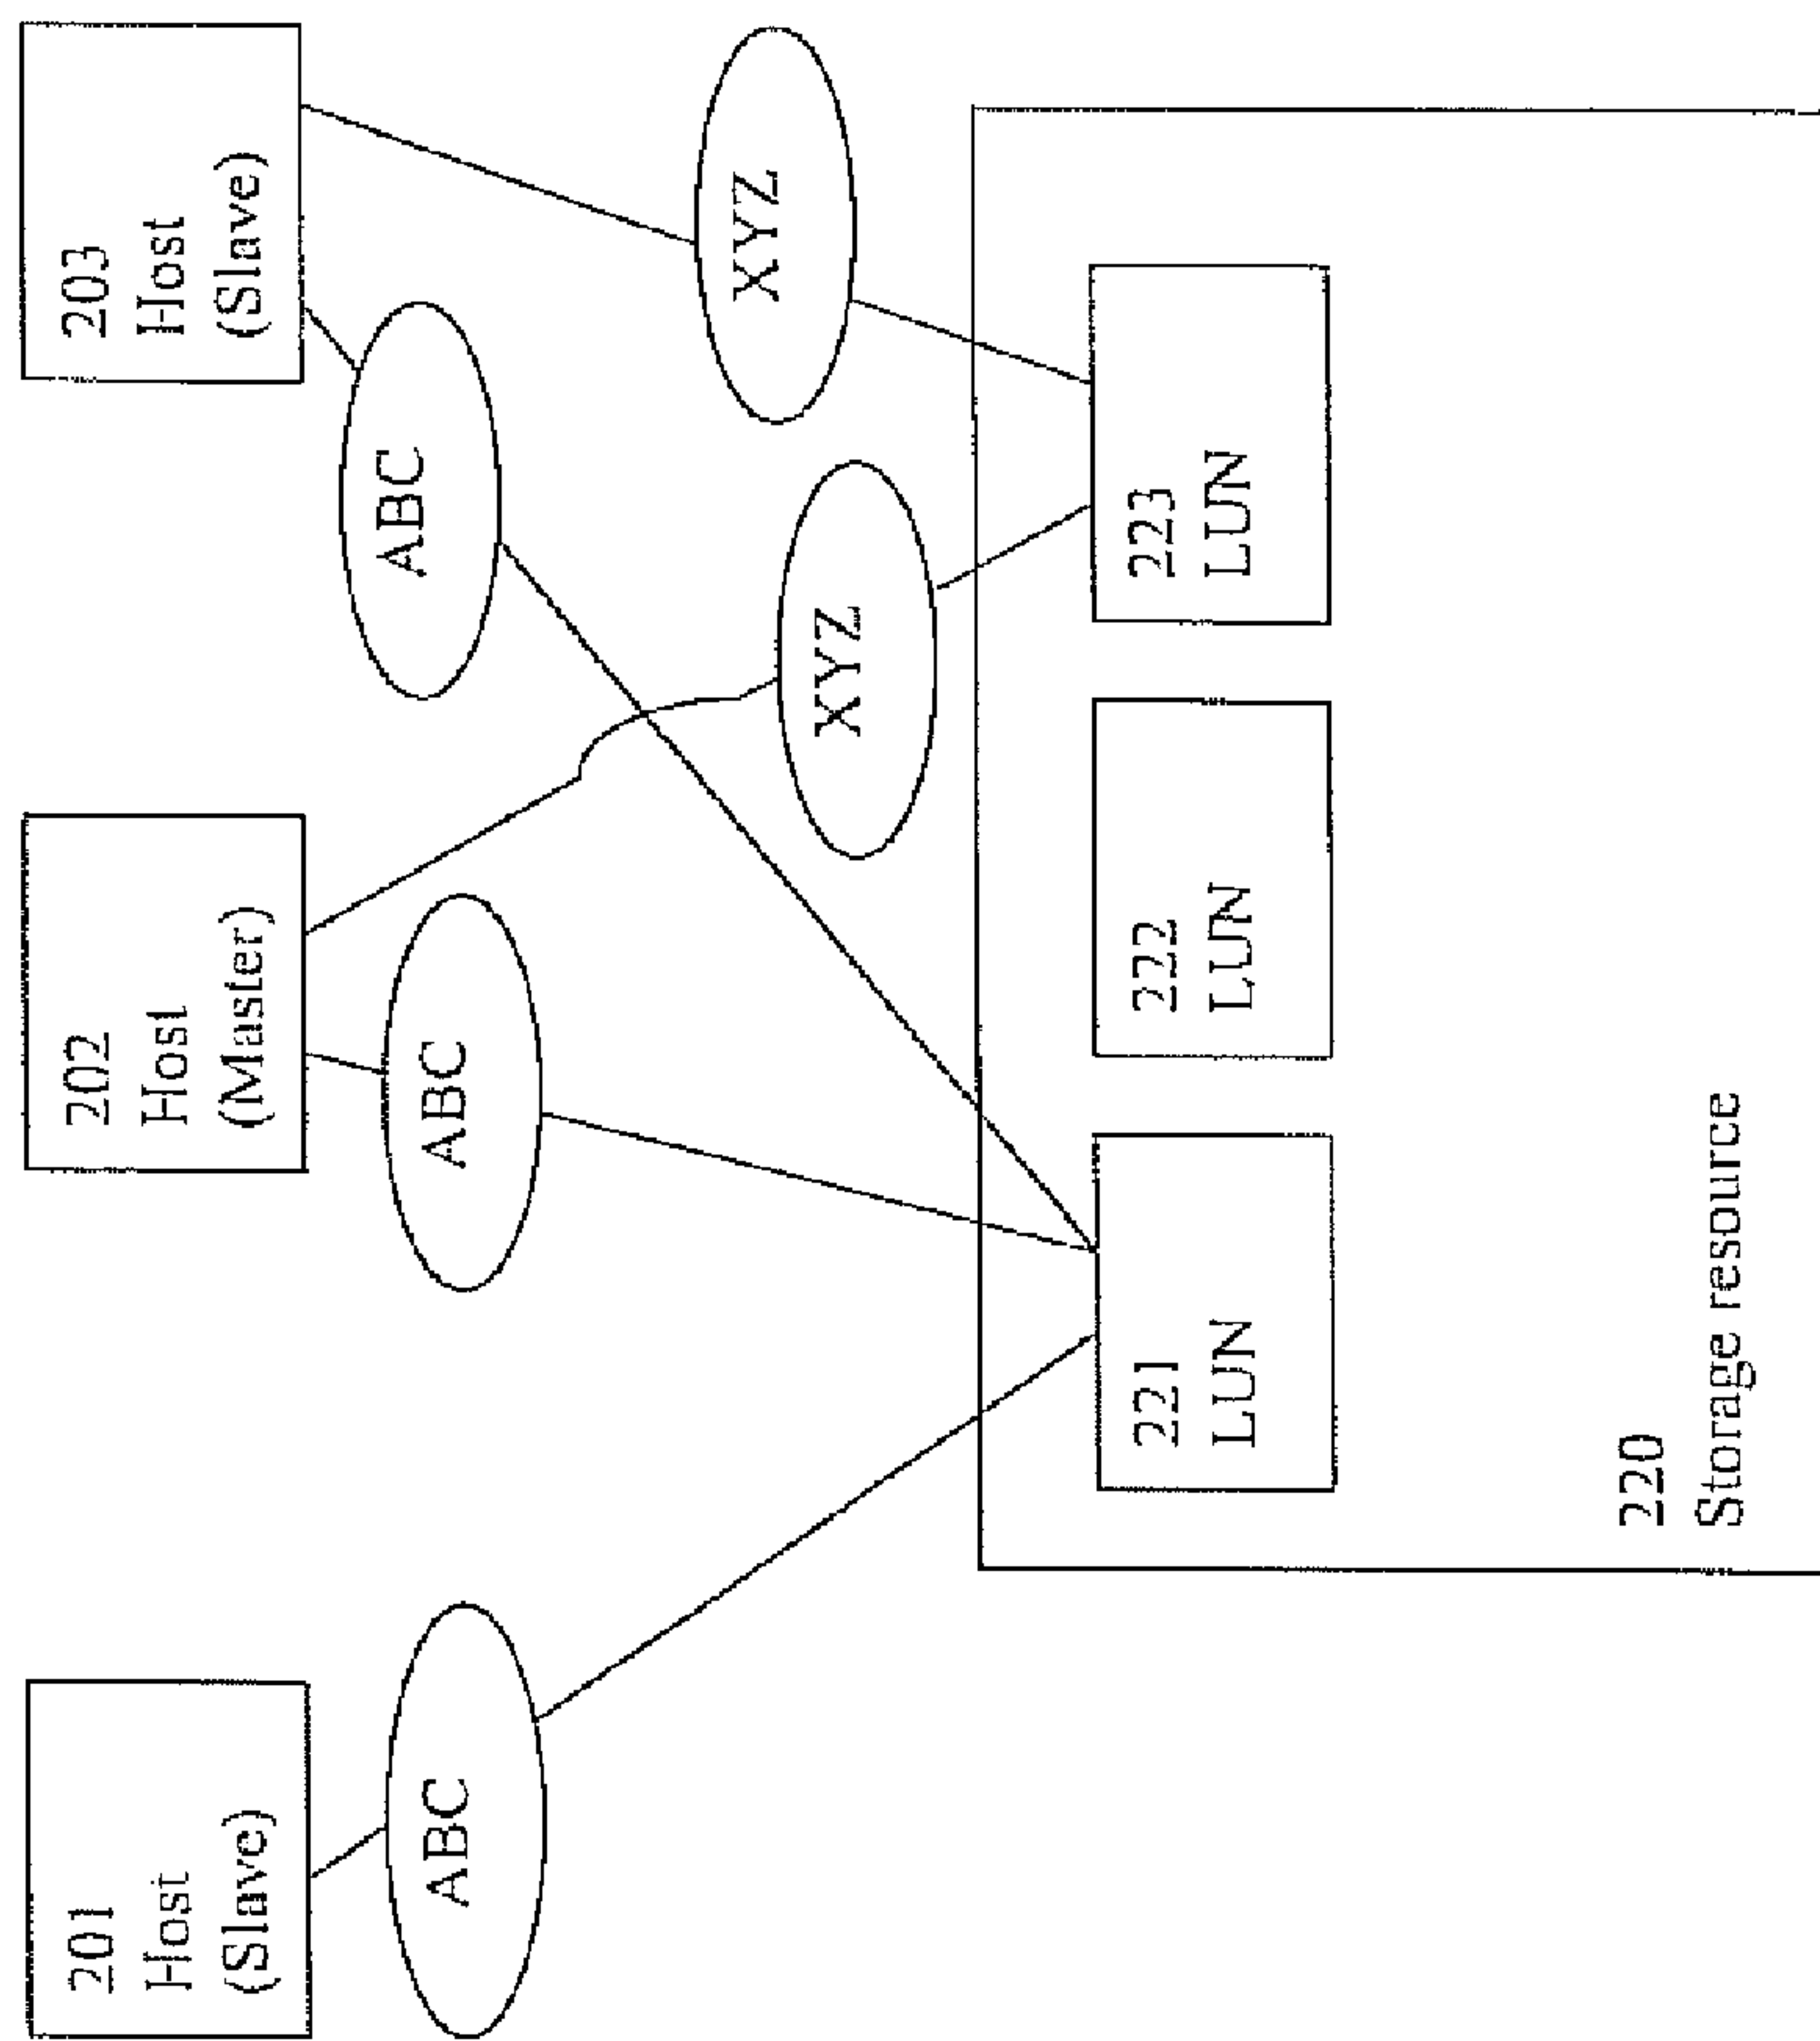 201
Host
(Slave)
202
Host
(Master)
203
Host
(Slave)
ABC
ABC
ABC
XYZ
XYZ
221
LUN
222
LUN
223
LUN
220
Storage resource